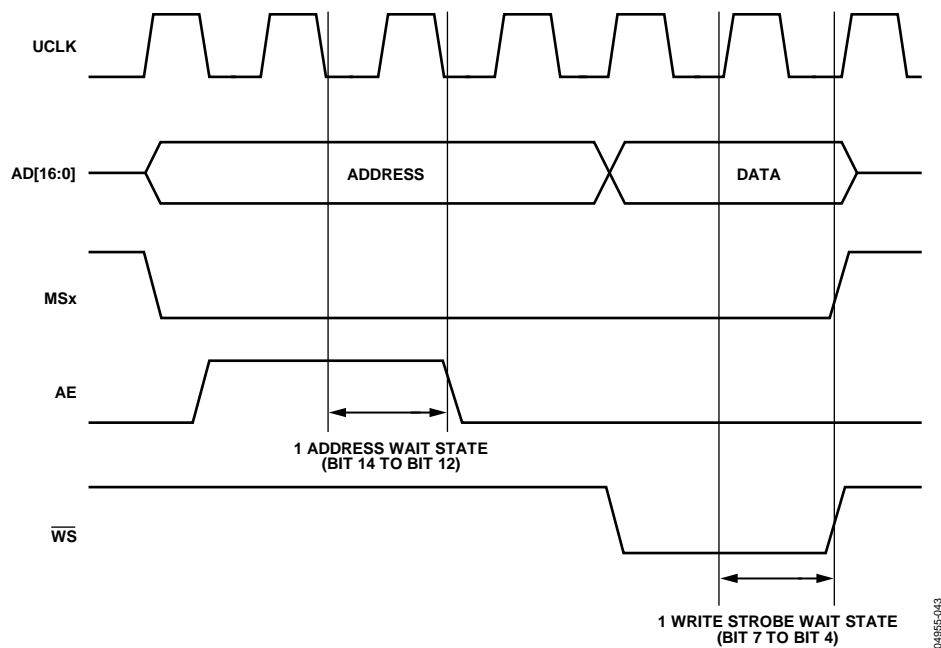 UCLK
AD[16:0]
ADDRESS
DATA
MSx
AE
1 ADDRESS WAIT STATE
(BIT 14 TO BIT 12)
WS
1 WRITE STROBE WAIT STATE
(BIT 7 TO BIT 4)
04955-043